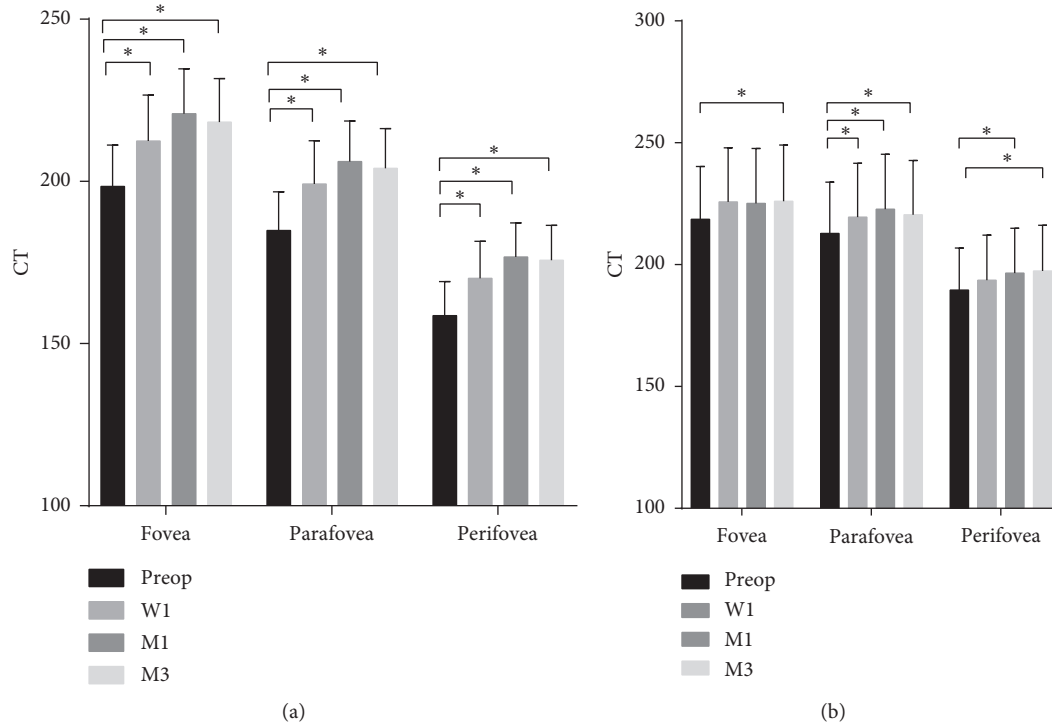 250
200
150
100
CT
*
*
*
*
*
*
*
*
*
Fovea
Parafovea
Perifovea
Preop
W1
M1
M3
(a)
300
250
200
150
100
CT
*
*
*
*
*
*
Fovea
Parafovea
Perifovea
Preop
W1
M1
M3
(b)